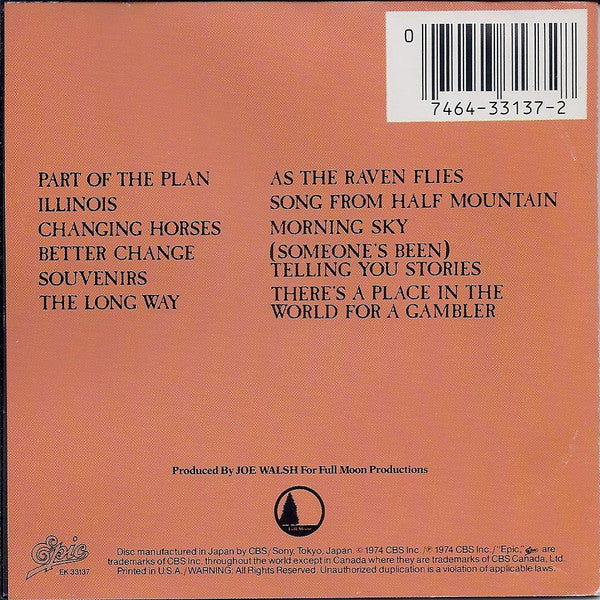 0
7464-33137-2
PART OF THE PLAN
ILLINOIS
CHANGING HORSES
BETTER CHANGE
SOUVENIRS
THE LONG WAY
AS THE RAVEN FLIES
SONG FROM HALF MOUNTAIN
MORNING SKY
(SOMEONE'S BEEN)
TELLING YOU STORIES
THERE'S A PLACE IN THE
WORLD FOR A GAMBLER
Produced By JOE WALSH For Full Moon Productions
Full Moon
Epic
EK 33137
Disc manufactured in Japan by CBS/Sony, Tokyo, Japan. © 1974 CBS Inc./℗ 1974 CBS Inc./"Epic," Epic are
trademarks of CBS Inc. throughout the world except in Canada where they are trademarks of CBS Canada, Ltd.
Printed in U.S.A./WARNING: All Rights Reserved. Unauthorized duplication is a violation of applicable laws.